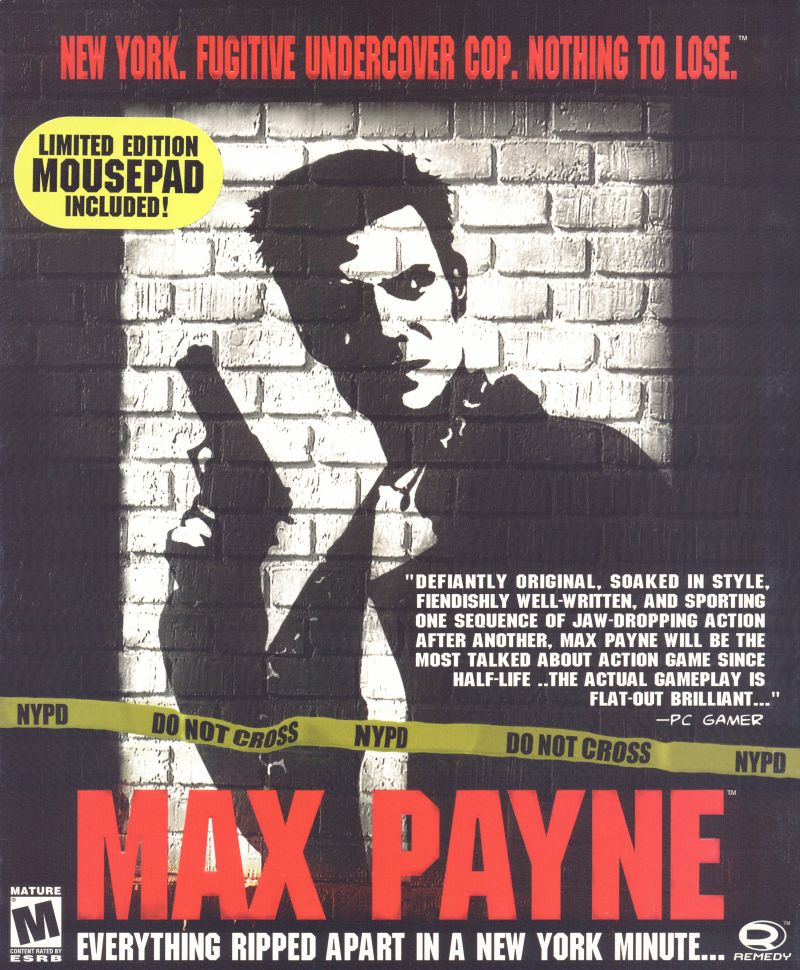 NEW YORK. FUGITIVE UNDERCOVER COP. NOTHING TO LOSE.™
LIMITED EDITION
MOUSEPAD
INCLUDED!
"DEFIANTLY ORIGINAL, SOAKED IN STYLE,
FIENDISHLY WELL-WRITTEN, AND SPORTING
ONE SEQUENCE OF JAW-DROPPING ACTION
AFTER ANOTHER, MAX PAYNE WILL BE THE
MOST TALKED ABOUT ACTION GAME SINCE
HALF-LIFE ..THE ACTUAL GAMEPLAY IS
FLAT-OUT BRILLIANT..."
—PC GAMER
NYPD DO NOT CROSS NYPD DO NOT CROSS NYPD
MAX PAYNE™
MATURE
M®
CONTENT RATED BY
ESRB
EVERYTHING RIPPED APART IN A NEW YORK MINUTE...
R™
REMEDY